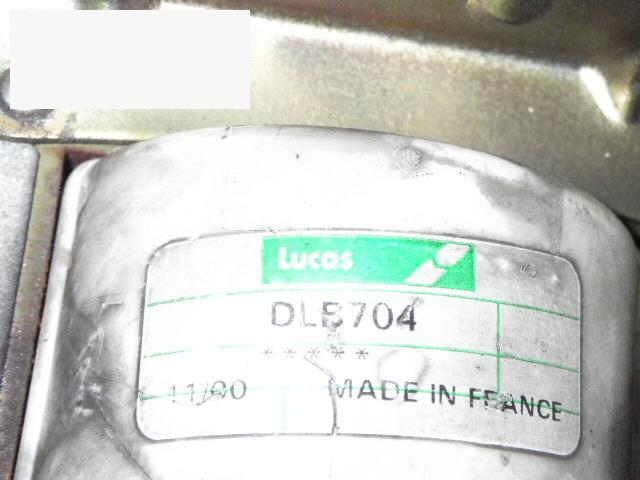 Lucas
DLB704
*****
11/90
MADE IN FRANCE